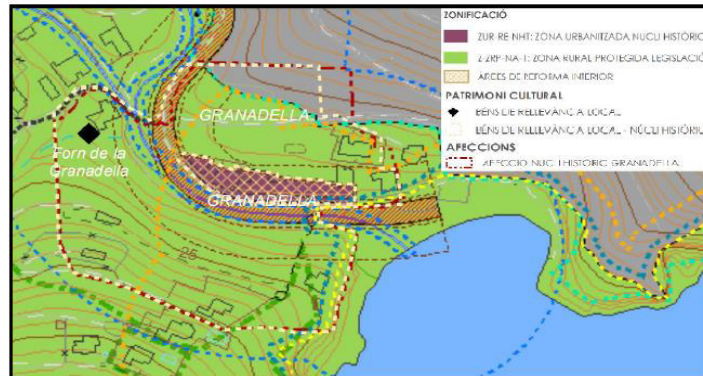 ZONIFICACIÓ
ZUR-RE NHT: ZONA URBANITZADA NUCLI HISTÒRIC
Z-ZRP-NA-1: ZONA RURAL PROTEGIDA LEGISLACIÓ
ÀREES DE REFORMA INTERIOR
PATRIMONI CULTURAL
BÉNS DE RELLEVÀNCIA LOCAL
BÉNS DE RELLEVÀNCIA LOCAL - NUCLI HISTÒRIC
AFECCIONS
AFECCIÓ NUCLI HISTÒRIC GRANADELLA
GRANADELLA
Forn de la
Granadella
GRANADELLA
25